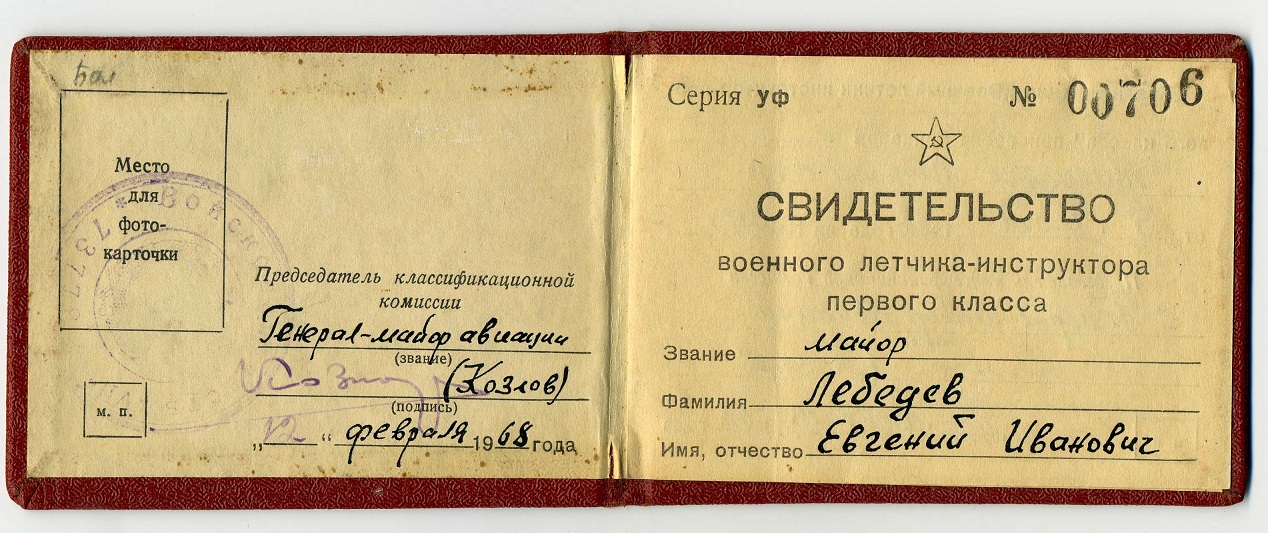 Бал
Место
для
фото-
карточки
Председатель классификационной
комиссии
Генерал-майор авиации
(звание)
(Козлов)
(подпись)
„12“ февраля 1968 года
м. п.
Серия УФ № 00706
СВИДЕТЕЛЬСТВО
военного летчика-инструктора
первого класса
Звание майор
Фамилия Лебедев
Имя, отчество Евгений Иванович